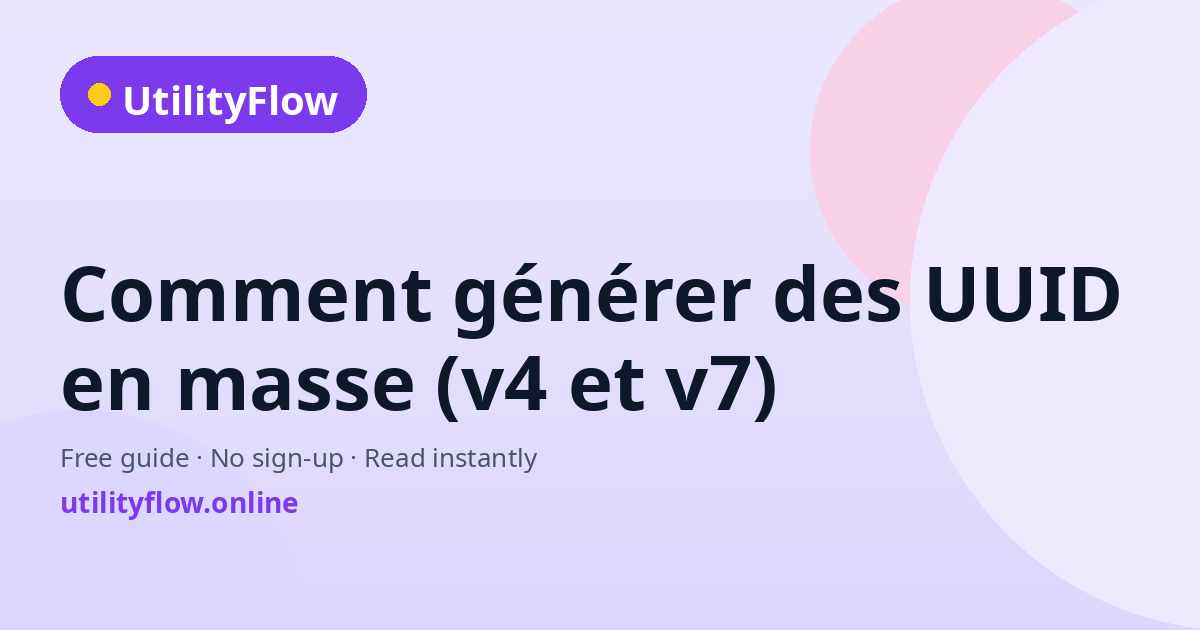 UtilityFlow
Comment générer des UUID
en masse (v4 et v7)
Free guide · No sign-up · Read instantly
utilityflow.online